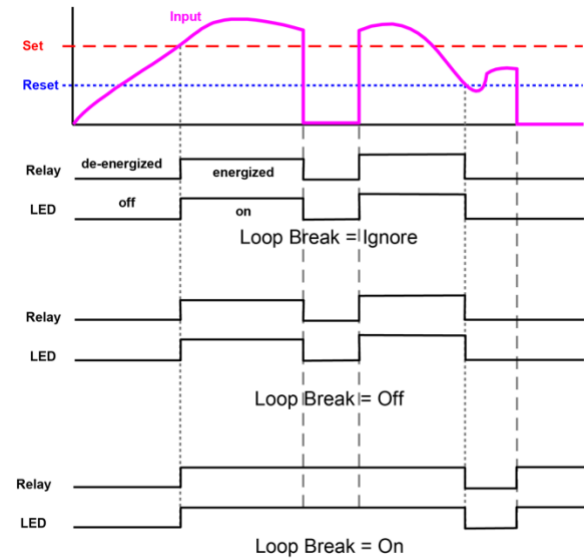 Input
Set
Reset
Relay de-energized energized
LED off on
Loop Break = Ignore
Relay
LED
Loop Break = Off
Relay
LED
Loop Break = On